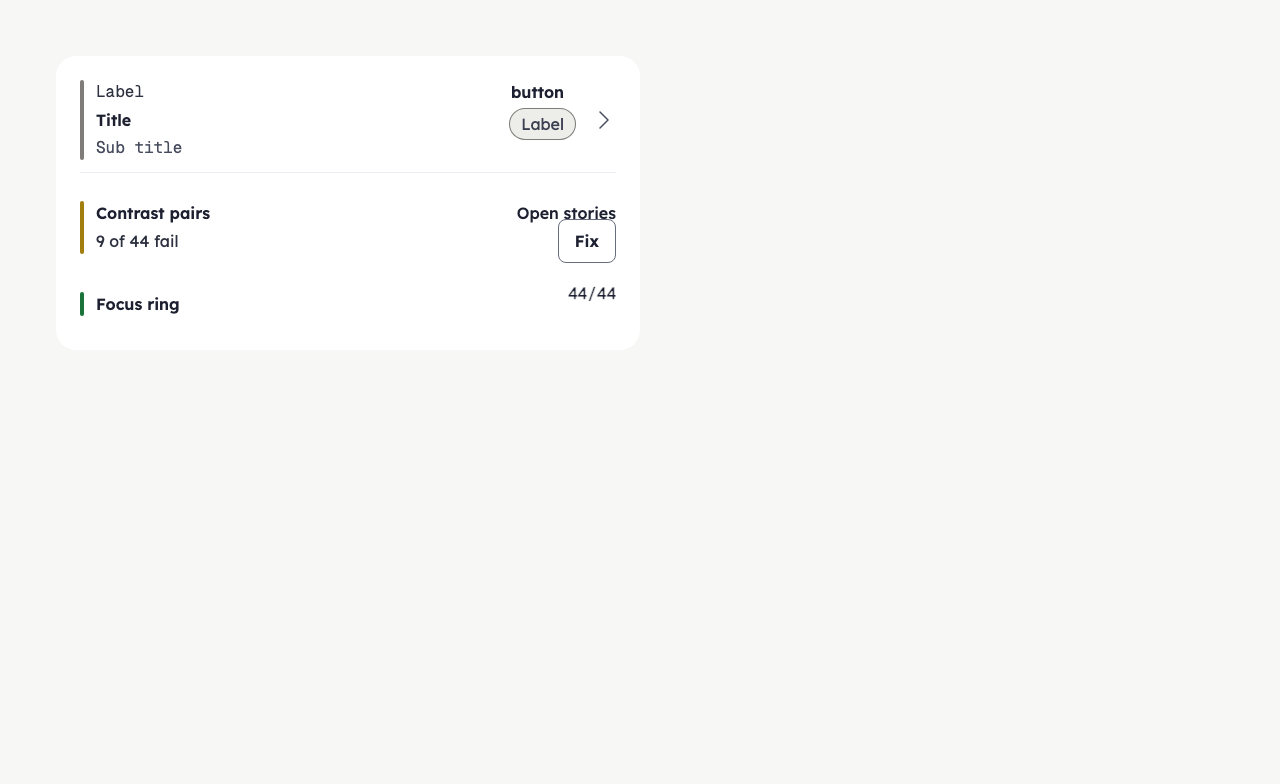 Label
Title
Sub title
button
Label
Contrast pairs
9 of 44 fail
Open stories
Fix
Focus ring
44/44